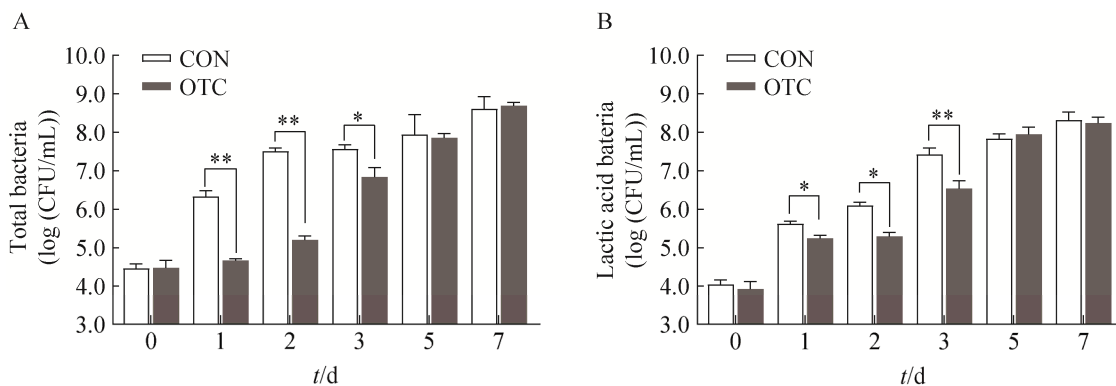 A
Total bacteria
(log (CFU/mL))
10.0
9.0
8.0
7.0
6.0
5.0
4.0
3.0
CON
OTC
**
**
*
0 1 2 3 5 7
t/d
B
Lactic acid bateria
(log (CFU/mL))
10.0
9.0
8.0
7.0
6.0
5.0
4.0
3.0
CON
OTC
*
*
**
0 1 2 3 5 7
t/d